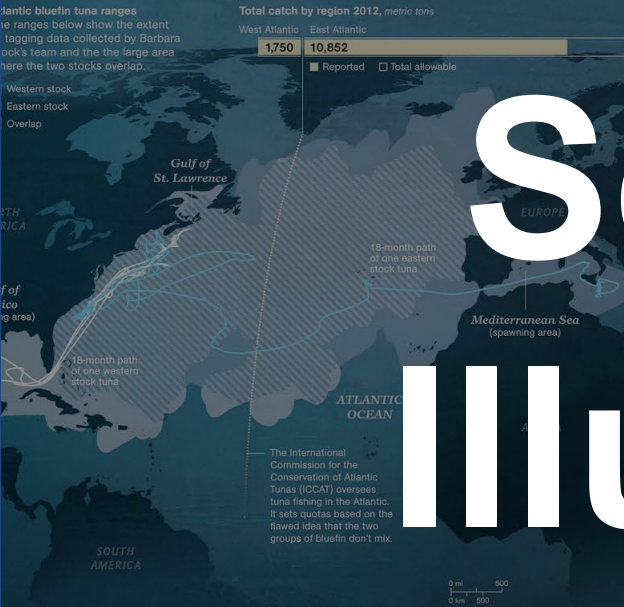 lantic bluefin tuna ranges
ne ranges below show the extent
tagging data collected by Barbara
ock's team and the the large area
here the two stocks overlap.
Western stock
Eastern stock
Overlap
Total catch by region 2012, metric tons
West Atlantic East Atlantic
1,750 10,852
Reported Total allowable
S
Gulf of
St. Lawrence
RTH
RICA
EUROPE
18-month path
of one eastern
stock tuna
f of
ico
ng area)
Mediterranean Sea
(spawning area)
18-month path
of one western
stock tuna
Illu
ATLANTIC
OCEAN
A
The International
Commission for the
Conservation of Atlantic
Tunas (ICCAT) oversees
tuna fishing in the Atlantic.
It sets quotas based on the
flawed idea that the two
groups of bluefin don't mix.
SOUTH
AMERICA
0 mi 500
0 km 500